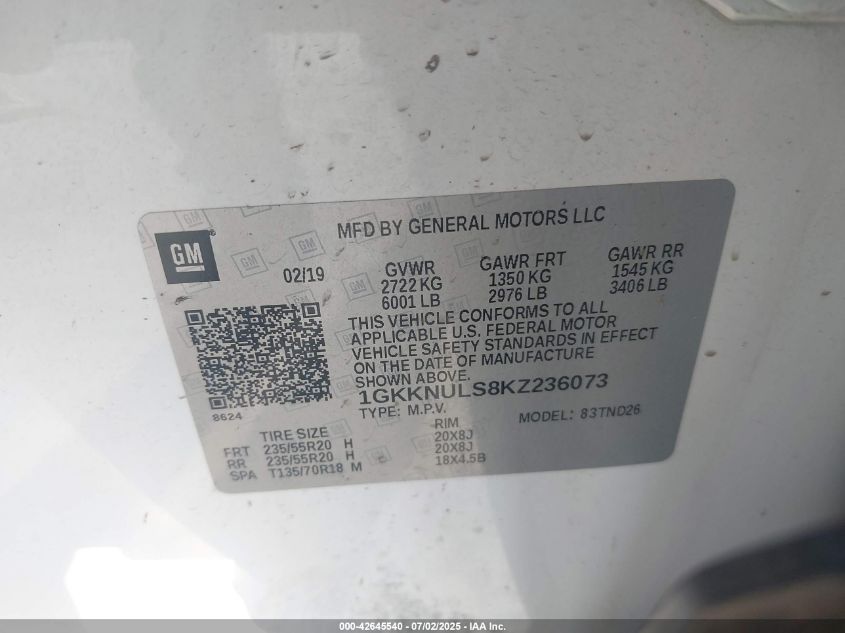 MFD BY GENERAL MOTORS LLC
GM
02/19
GVWR
2722 KG
6001 LB
GAWR FRT
1350 KG
2976 LB
GAWR RR
1545 KG
3406 LB
THIS VEHICLE CONFORMS TO ALL
APPLICABLE U.S. FEDERAL MOTOR
VEHICLE SAFETY STANDARDS IN EFFECT
ON THE DATE OF MANUFACTURE
SHOWN ABOVE.
1GKKNULS8KZ236073
TYPE: M.P.V.
MODEL: 83TND26
8624
TIRE SIZE RIM
FRT 235/55R20 H 20X8J
RR 235/55R20 H 20X8J
SPA T135/70R18 M 18X4.5B
000-42645540 - 07/02/2025 - IAA Inc.